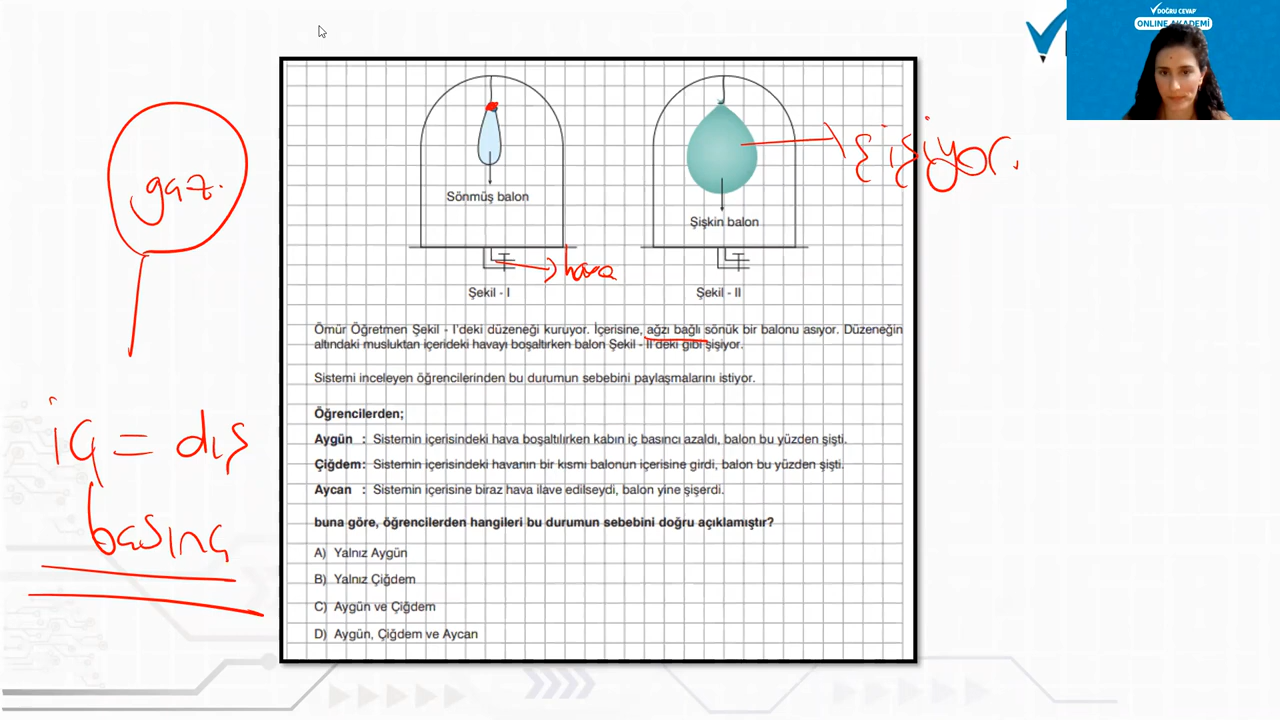 DOĞRU CEVAP
ONLINE AKADEMİ
gaz.
şişiyor.
Sönmüş balon
Şişkin balon
hava
Şekil - I
Şekil - II
Ömür Öğretmen Şekil - I'deki düzeneği kuruyor. İçerisine, ağzı bağlı sönük bir balonu asıyor. Düzeneğin
altındaki musluktan içerideki havayı boşaltırken balon Şekil - II'deki gibi şişiyor.
Sistemi inceleyen öğrencilerinden bu durumun sebebini paylaşmalarını istiyor.
Öğrencilerden;
Aygün : Sistemin içerisindeki hava boşaltılırken kabın iç basıncı azaldı, balon bu yüzden şişti.
Çiğdem: Sistemin içerisindeki havanın bir kısmı balonun içerisine girdi, balon bu yüzden şişti.
Aycan : Sistemin içerisine biraz hava ilave edilseydi, balon yine şişerdi.
buna göre, öğrencilerden hangileri bu durumun sebebini doğru açıklamıştır?
A) Yalnız Aygün
B) Yalnız Çiğdem
C) Aygün ve Çiğdem
D) Aygün, Çiğdem ve Aycan
iç = dış
basınç